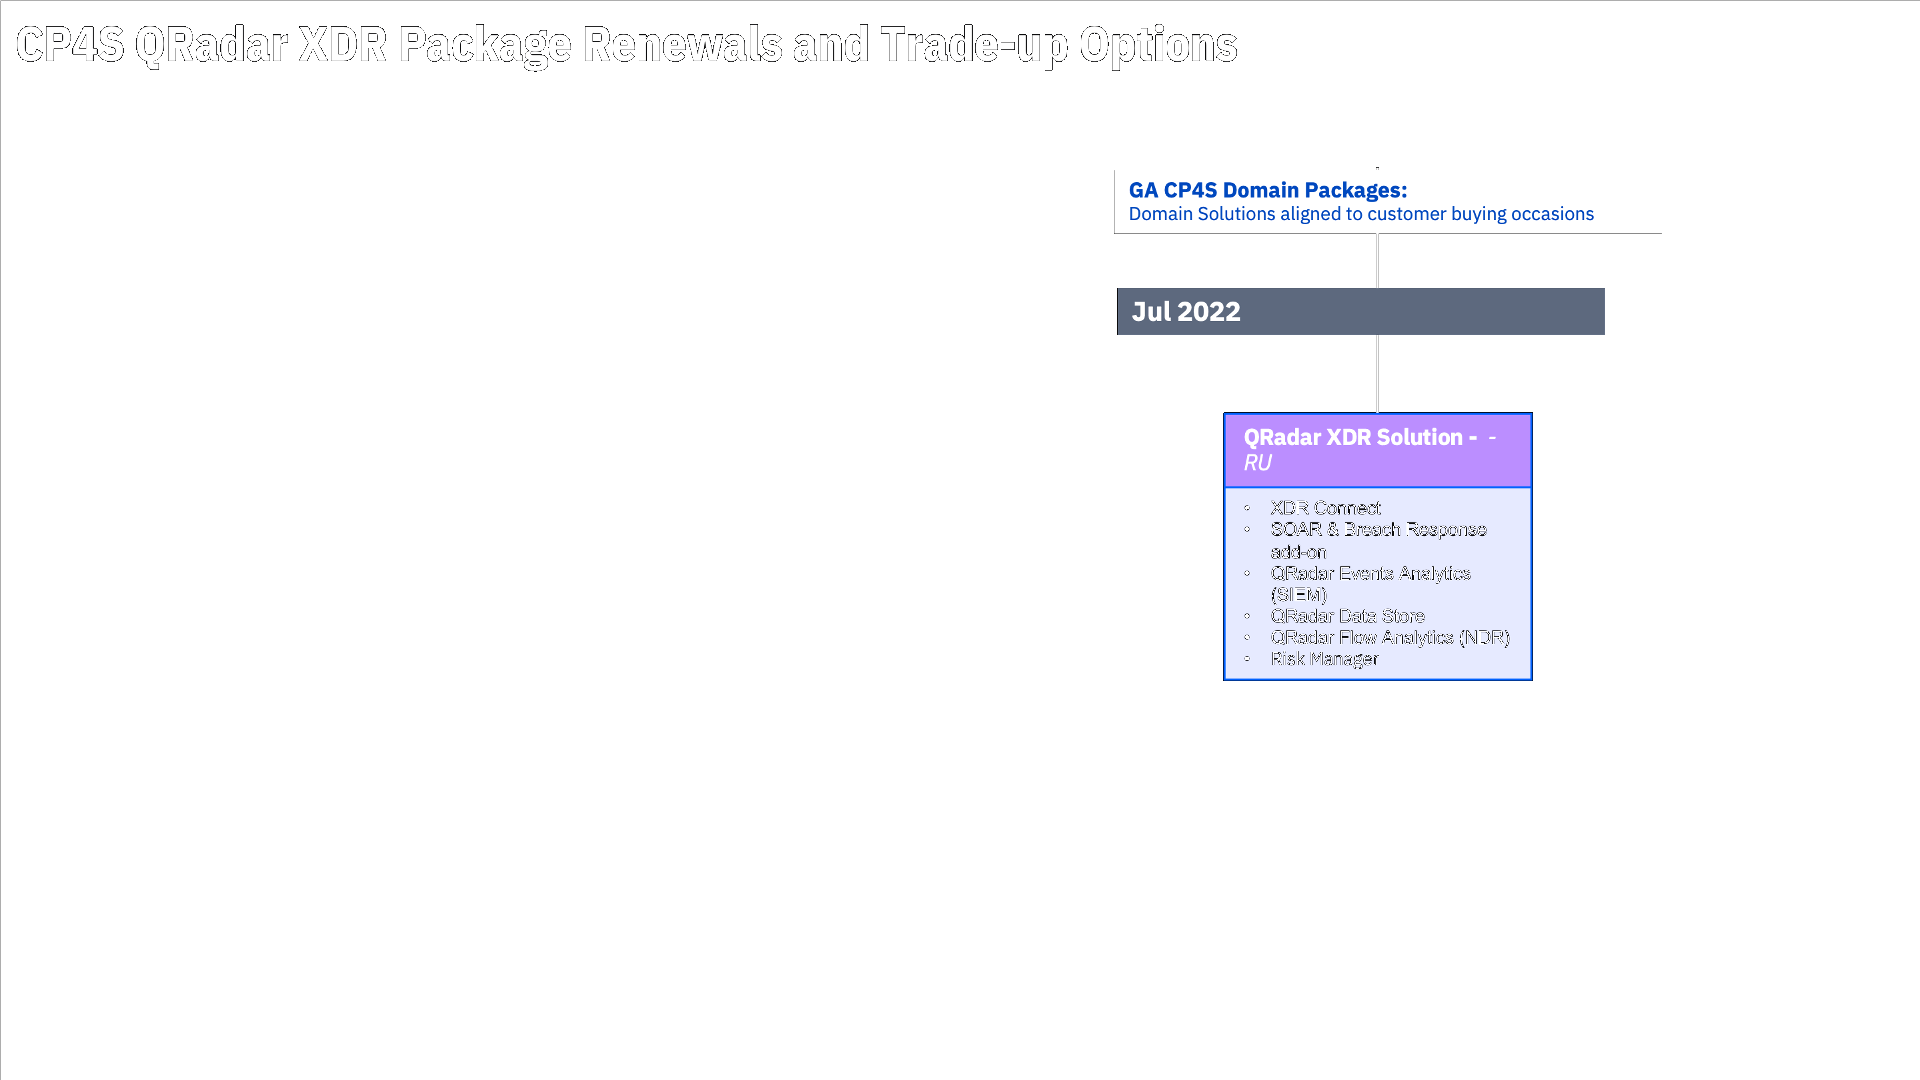 CP4S QRadar XDR Package Renewals and Trade-up Options
GA CP4S Domain Packages:
Domain Solutions aligned to customer buying occasions
Jul 2022
QRadar XDR Solution -  -
RU
• XDR Connect
• SOAR & Breach Response
add-on
• QRadar Events Analytics
(SIEM)
• QRadar Data Store
• QRadar Flow Analytics (NDR)
• Risk Manager